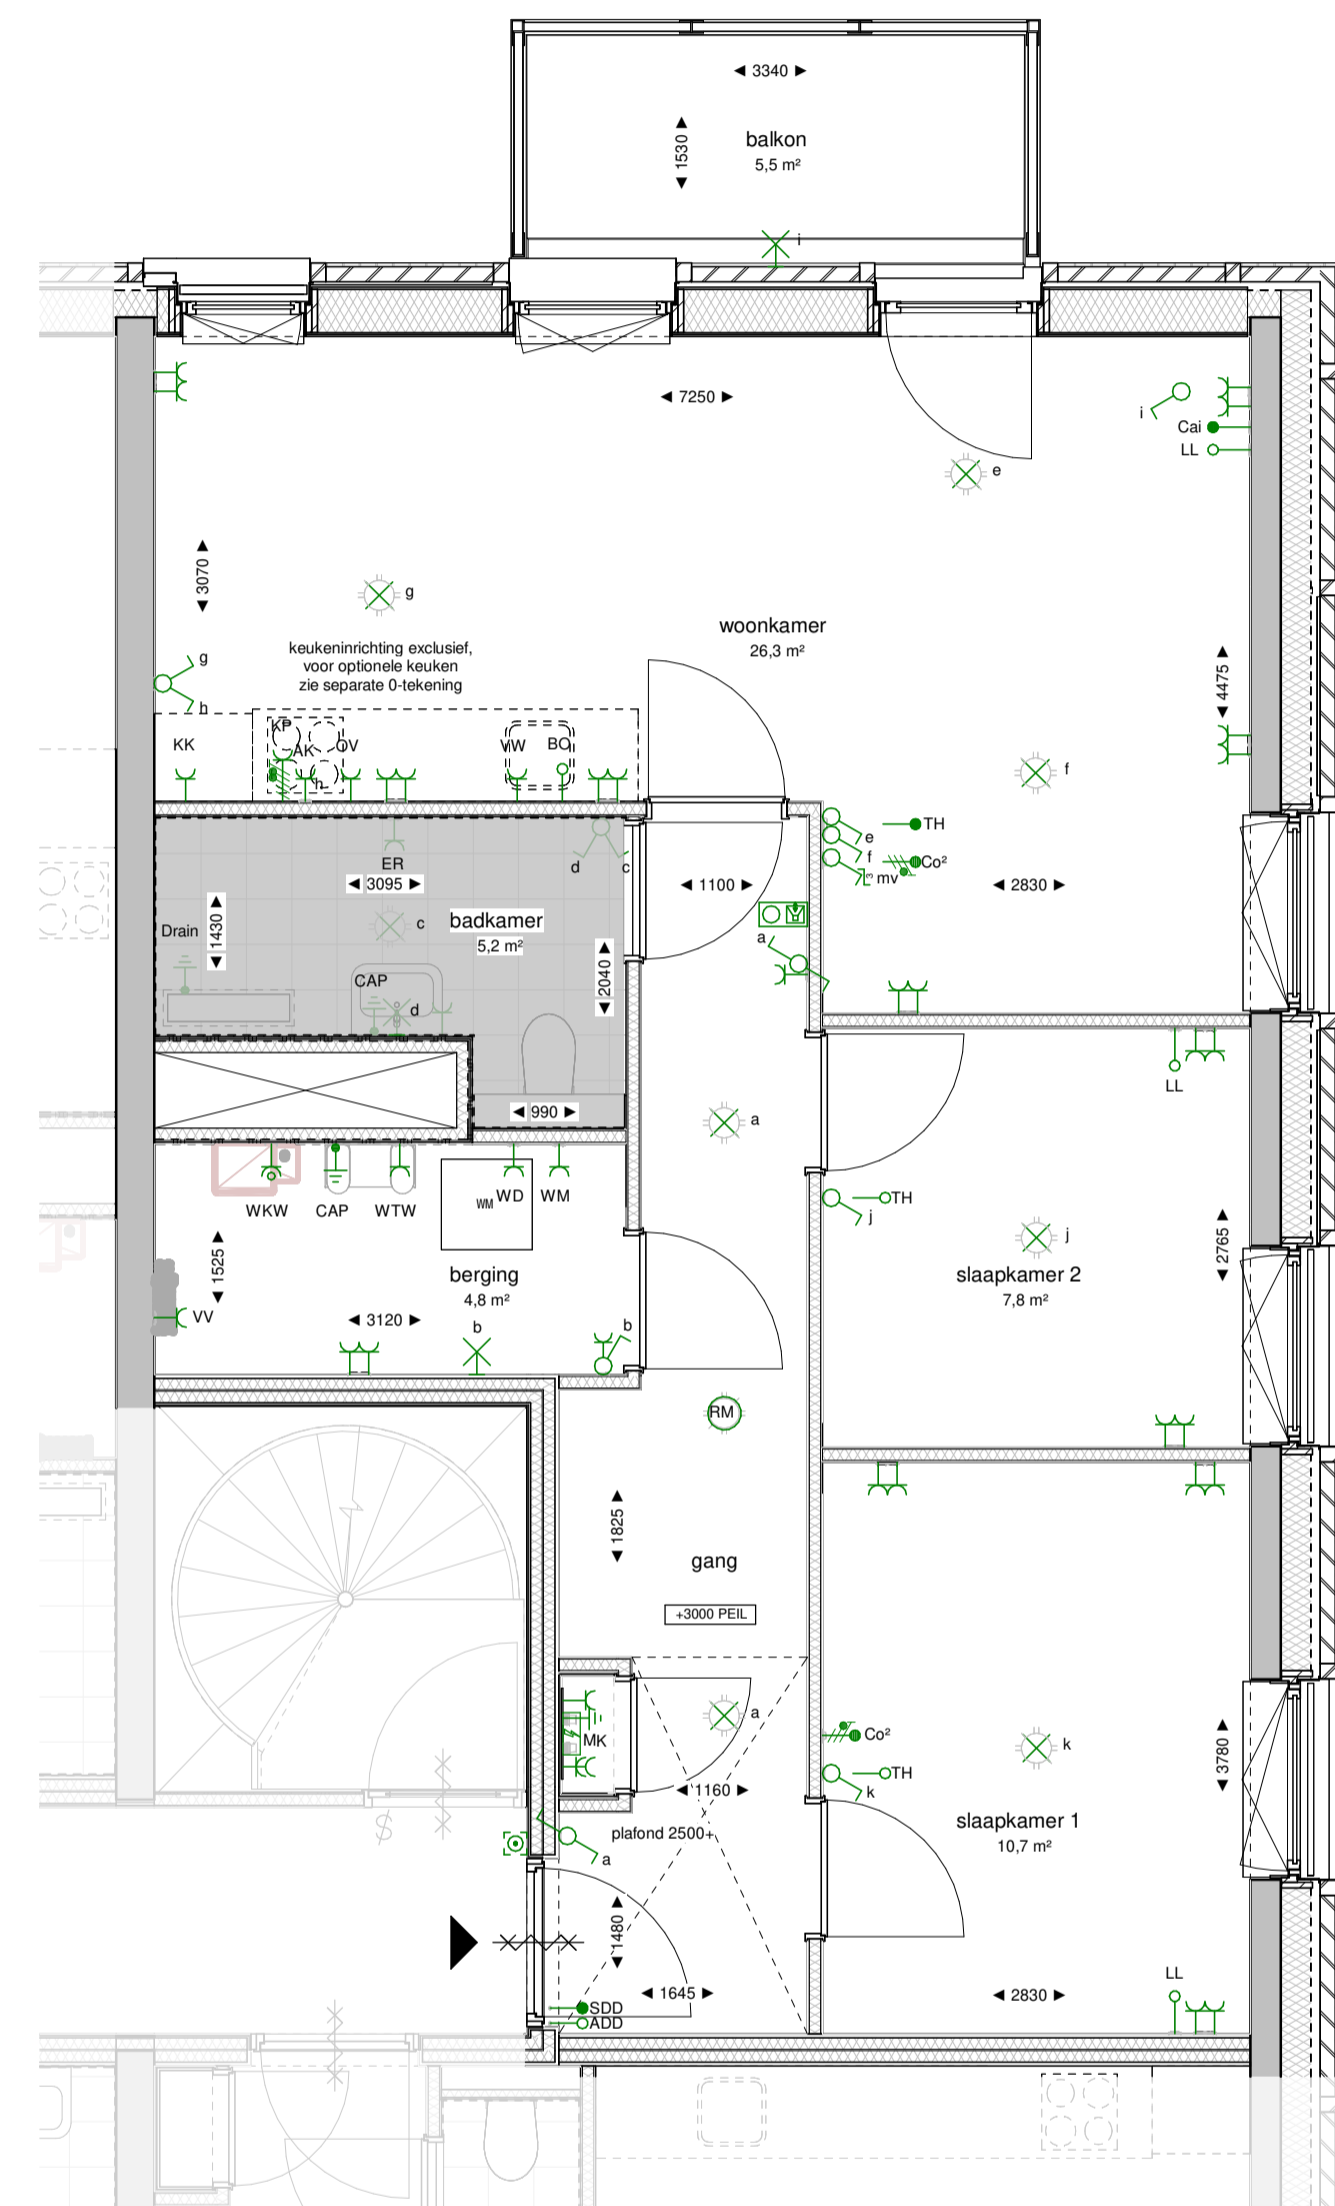 ◄ 3340 ►
◄ 1530 ►
balkon
5,5 m²
i
◄ 7250 ►
i
Cai
LL
e
◄ 3070 ►
g
woonkamer
26,3 m²
keukeninrichting exclusief,
voor optionele keuken
zie separate 0-tekening
g
h
◄ 4475 ►
KK
KP
AK
OV
h
VW
BO
f
e
f
3 mv
TH
Co²
ER
◄ 3095 ►
d
c
◄ 1100 ►
◄ 2830 ►
Drain
◄ 1430 ►
c
badkamer
5,2 m²
a
◄ 2040 ►
CAP
d
LL
◄ 990 ►
a
WKW
CAP
WTW
WM
WD
WM
TH
j
j
◄ 2765 ►
◄ 1525 ►
berging
4,8 m²
slaapkamer 2
7,8 m²
VV
◄ 3120 ►
b
b
RM
◄ 1825 ►
gang
+3000 PEIL
MK
a
Co²
k
TH
k
◄ 3780 ►
◄ 1160 ►
$
plafond 2500+
a
slaapkamer 1
10,7 m²
◄ 1480 ►
◄ 1645 ►
◄ 2830 ►
LL
SDD
ADD